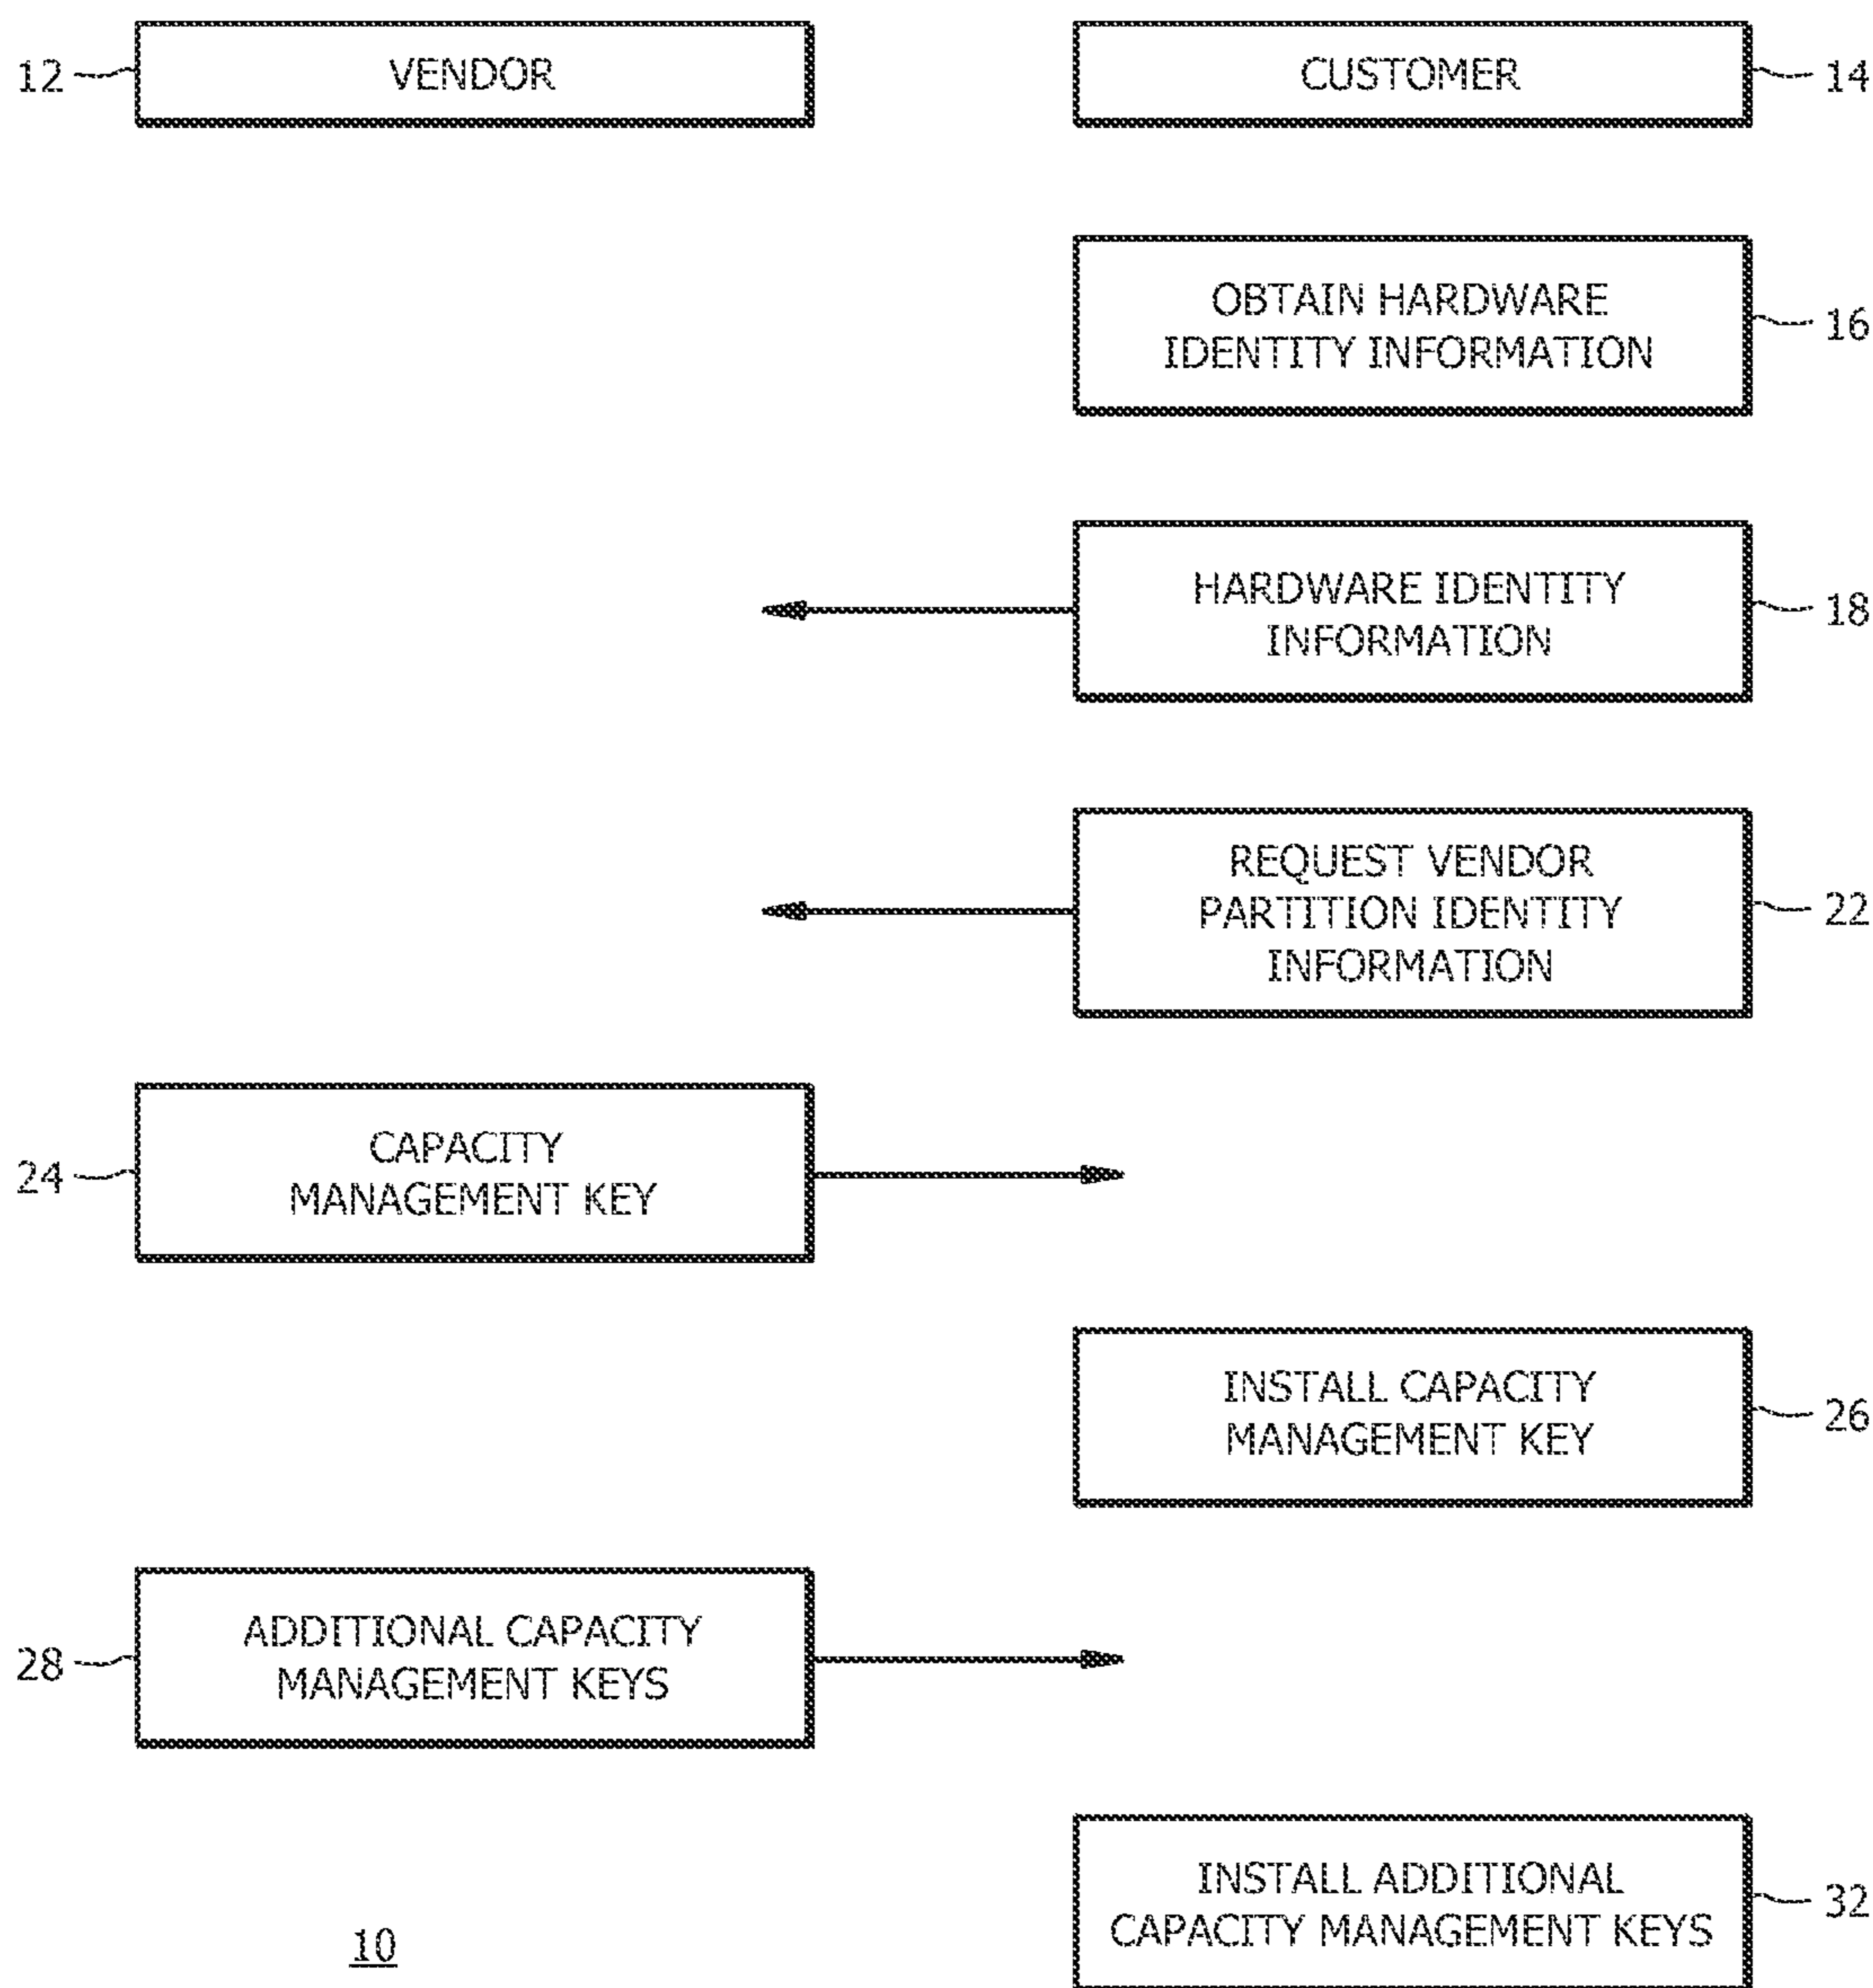 12
VENDOR
CUSTOMER
14
OBTAIN HARDWARE
IDENTITY INFORMATION
16
HARDWARE IDENTITY
INFORMATION
18
REQUEST VENDOR
PARTITION IDENTITY
INFORMATION
22
24
CAPACITY
MANAGEMENT KEY
INSTALL CAPACITY
MANAGEMENT KEY
26
28
ADDITIONAL CAPACITY
MANAGEMENT KEYS
INSTALL ADDITIONAL
CAPACITY MANAGEMENT KEYS
32
10